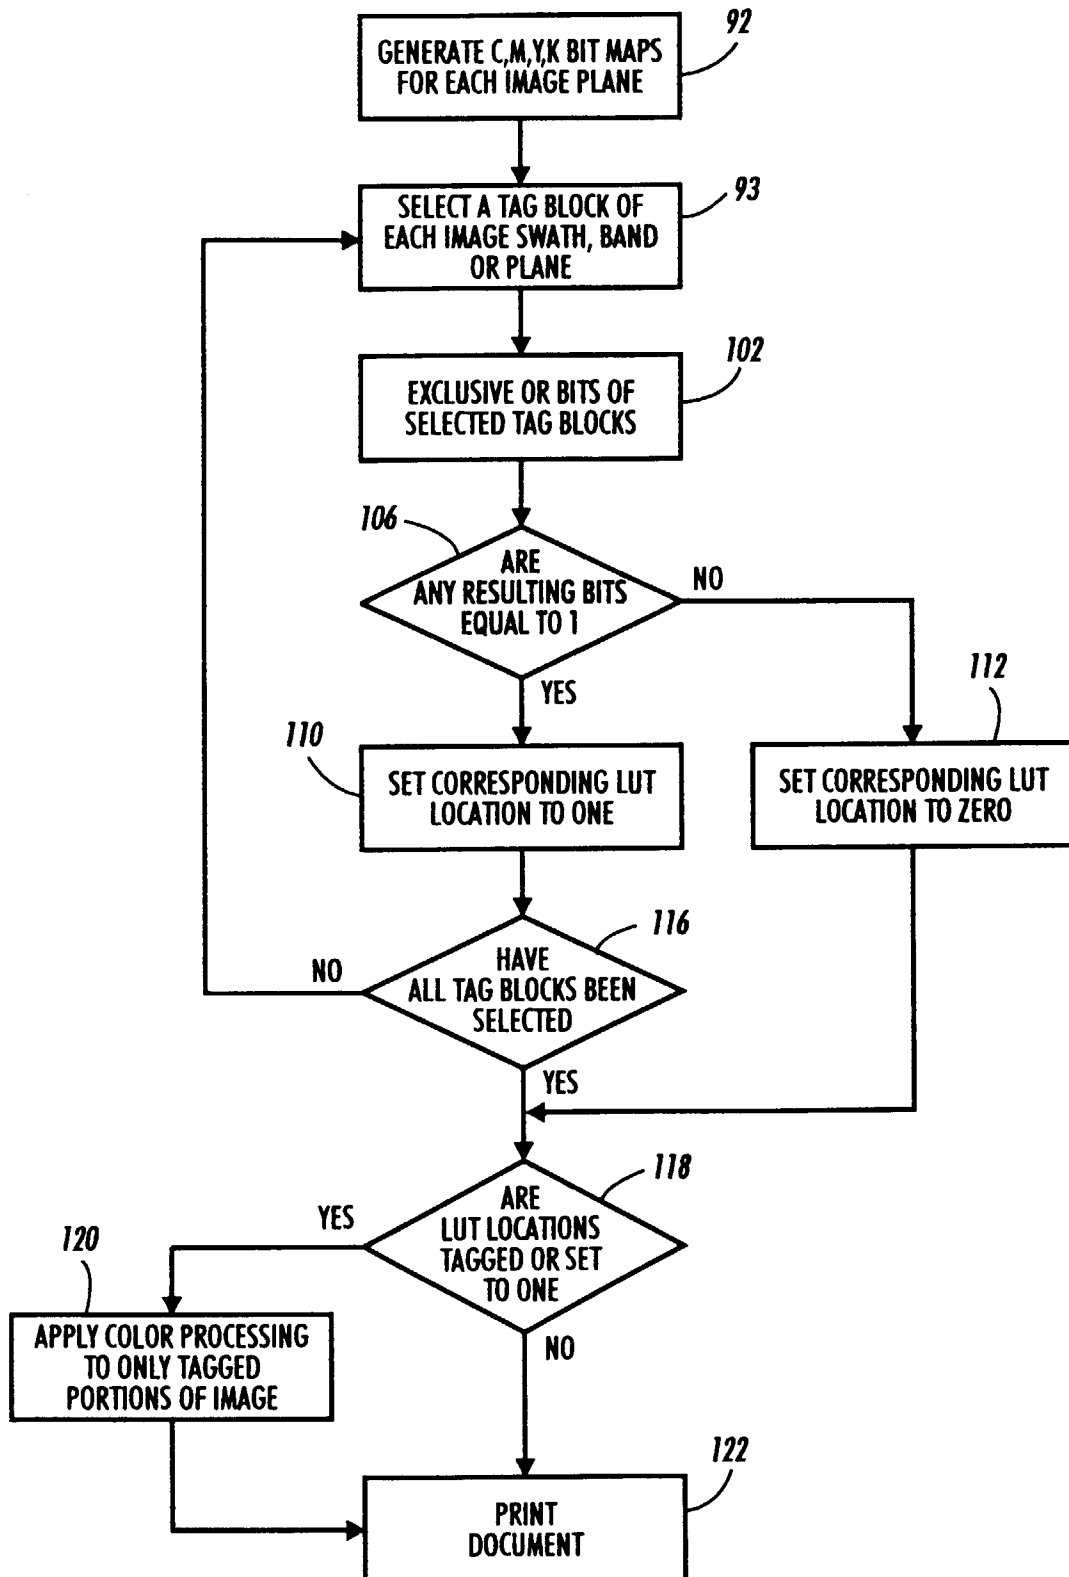 92
GENERATE C,M,Y,K BIT MAPS
FOR EACH IMAGE PLANE
93
SELECT A TAG BLOCK OF
EACH IMAGE SWATH, BAND
OR PLANE
102
EXCLUSIVE OR BITS OF
SELECTED TAG BLOCKS
106
ARE
ANY RESULTING BITS
EQUAL TO 1
NO
YES
112
110
SET CORRESPONDING LUT
LOCATION TO ONE
SET CORRESPONDING LUT
LOCATION TO ZERO
116
HAVE
ALL TAG BLOCKS BEEN
SELECTED
NO
YES
118
ARE
LUT LOCATIONS
TAGGED OR SET
TO ONE
YES
NO
120
APPLY COLOR PROCESSING
TO ONLY TAGGED
PORTIONS OF IMAGE
122
PRINT
DOCUMENT